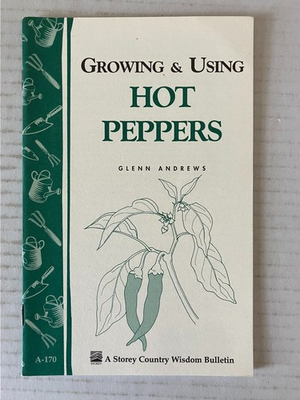 GROWING & USING
HOT
PEPPERS
GLENN ANDREWS
A-170
A Storey Country Wisdom Bulletin